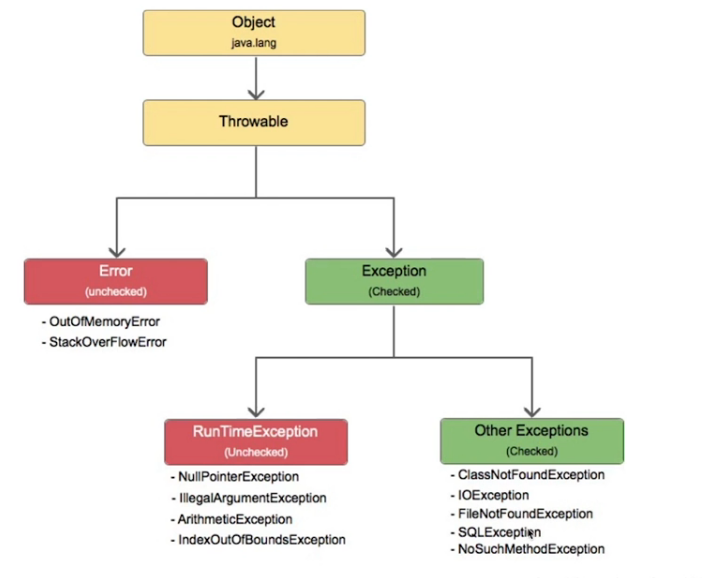 Object
java.lang
Throwable
Error
(unchecked)
Exception
(Checked)
- OutOfMemoryError
- StackOverFlowError
RunTimeException
(Unchecked)
Other Exceptions
(Checked)
- NullPointerException
- IllegalArgumentException
- ArithmeticException
- IndexOutOfBoundsException
- ClassNotFoundException
- IOException
- FileNotFoundException
- SQLException
- NoSuchMethodException